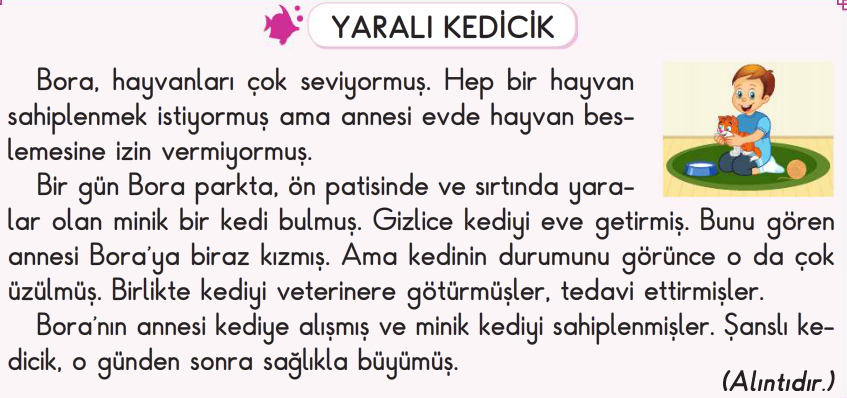 YARALI KEDİCİK
Bora, hayvanları çok seviyormuş. Hep bir hayvan
sahiplenmek istiyormuş ama annesi evde hayvan bes-
lemesine izin vermiyormuş.
Bir gün Bora parkta, ön patisinde ve sırtında yara-
lar olan minik bir kedi bulmuş. Gizlice kediyi eve getirmiş. Bunu gören
annesi Bora'ya biraz kızmış. Ama kedinin durumunu görünce o da çok
üzülmüş. Birlikte kediyi veterinere götürmüşler, tedavi ettirmişler.
Bora'nın annesi kediye alışmış ve minik kediyi sahiplenmişler. Şanslı ke-
dicik, o günden sonra sağlıkla büyümüş.
(Alıntıdır.)